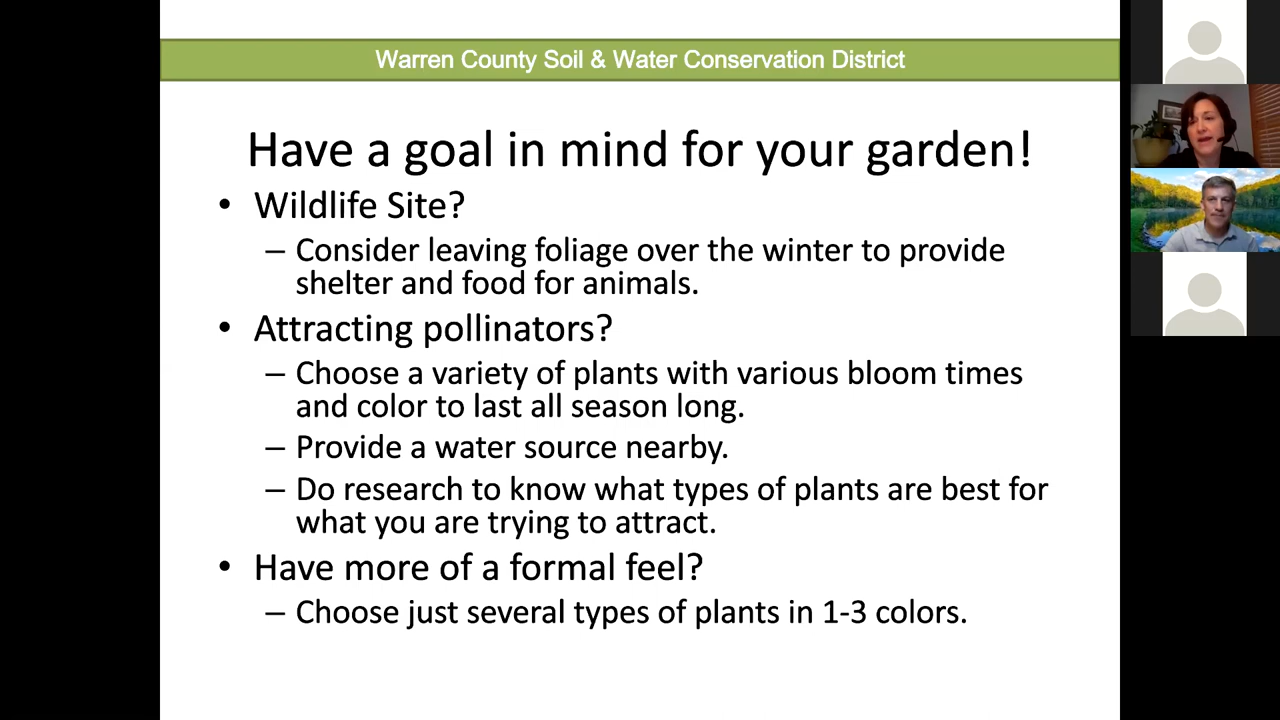 Warren County Soil & Water Conservation District
Have a goal in mind for your garden!
• Wildlife Site?
– Consider leaving foliage over the winter to provide
shelter and food for animals.
• Attracting pollinators?
– Choose a variety of plants with various bloom times
and color to last all season long.
– Provide a water source nearby.
– Do research to know what types of plants are best for
what you are trying to attract.
• Have more of a formal feel?
– Choose just several types of plants in 1-3 colors.